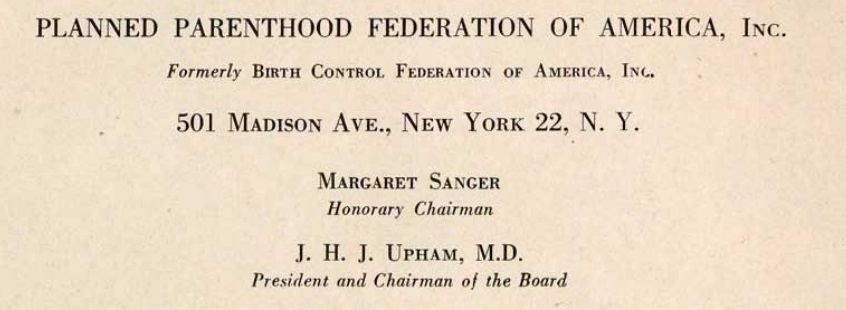 PLANNED PARENTHOOD FEDERATION OF AMERICA, INC.
Formerly BIRTH CONTROL FEDERATION OF AMERICA, INC.
501 MADISON AVE., NEW YORK 22, N. Y.
MARGARET SANGER
Honorary Chairman
J. H. J. UPHAM, M.D.
President and Chairman of the Board